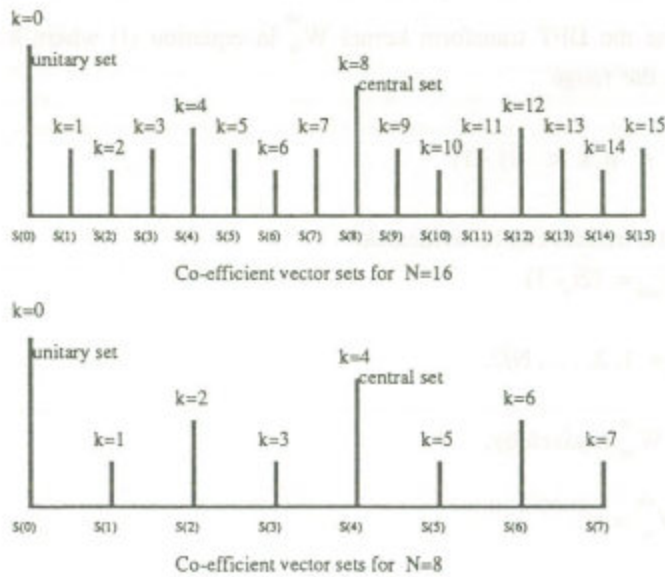 k=0
unitary set
k=8
central set
k=4
k=12
k=1
k=3
k=5
k=7
k=9
k=11
k=13
k=15
k=2
k=6
k=10
k=14
S(0) S(1) S(2) S(3) S(4) S(5) S(6) S(7) S(8) S(9) S(10) S(11) S(12) S(13) S(14) S(15)
Co-efficient vector sets for N=16
k=0
unitary set
k=4
central set
k=2
k=6
k=1
k=3
k=5
k=7
S(0) S(1) S(2) S(3) S(4) S(5) S(6) S(7)
Co-efficient vector sets for N=8